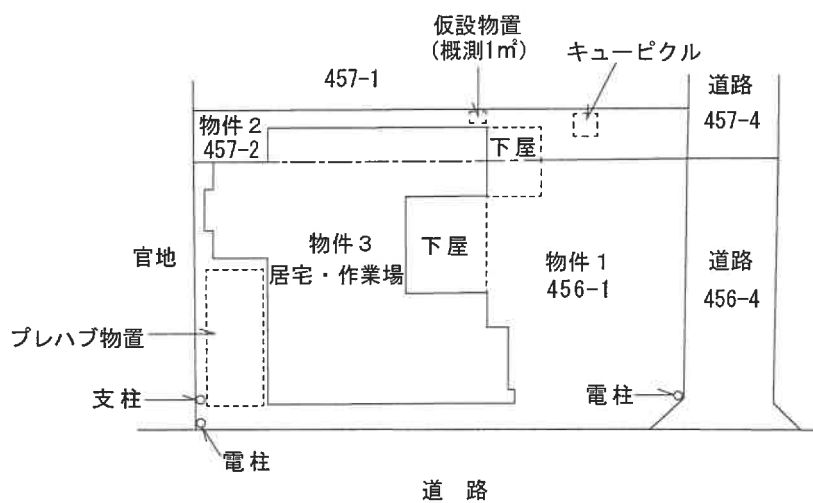 仮設物置
(概測1㎡)
キュービクル
457-1
道路
457-4
物件2
457-2
下屋
官地
物件3
居宅・作業場
下屋
物件1
456-1
道路
456-4
プレハブ物置
支柱
電柱
電柱
道路